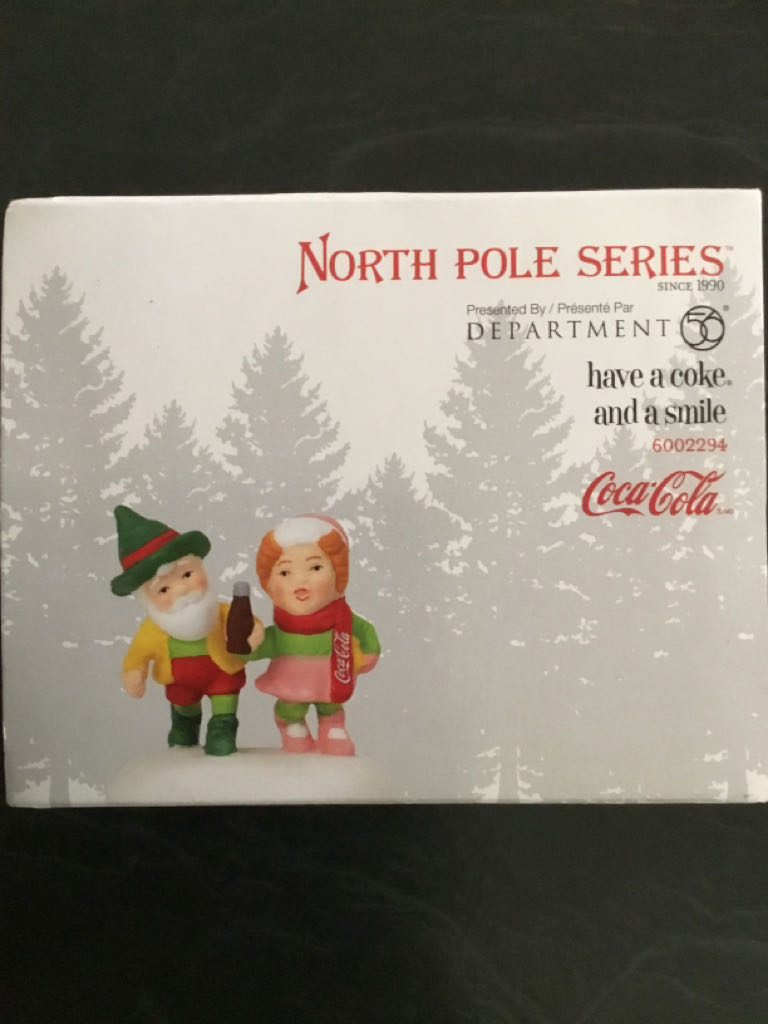 NORTH POLE SERIES™
SINCE 1990
Presented By / Présenté Par
DEPARTMENT 56®
have a coke®
and a smile
6002294
Coca-Cola
Coca-Cola